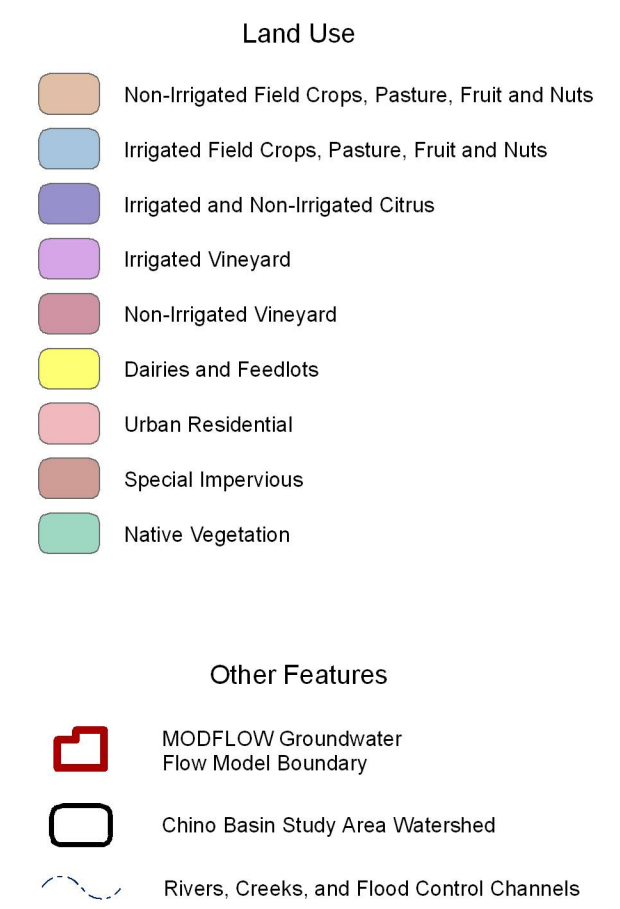 Land Use
Non-Irrigated Field Crops, Pasture, Fruit and Nuts
Irrigated Field Crops, Pasture, Fruit and Nuts
Irrigated and Non-Irrigated Citrus
Irrigated Vineyard
Non-Irrigated Vineyard
Dairies and Feedlots
Urban Residential
Special Impervious
Native Vegetation
Other Features
MODFLOW Groundwater
Flow Model Boundary
Chino Basin Study Area Watershed
Rivers, Creeks, and Flood Control Channels